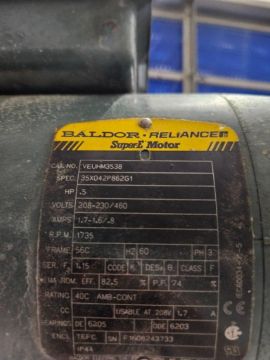 BALDOR · RELIANCE
SuperE Motor
CAT. NO. VEUHM3538
SPEC. 35X042P862G1
HP .5
VOLTS 208-230/460
AMPS 1.7-1.6/.8
R.P.M. 1735
FRAME 56C HZ 60 PH 3
SER.F. 1.15 CODE K DES B CLASS F
NEMA NOM. EFF. 82.5 % P.F. 74 %
RATING 40C AMB-CONT
CC USABLE AT 208V 1.7 A
BEARINGS DE 6205 ODE 6203
ENCL TEFC SN F1606243733
IP44